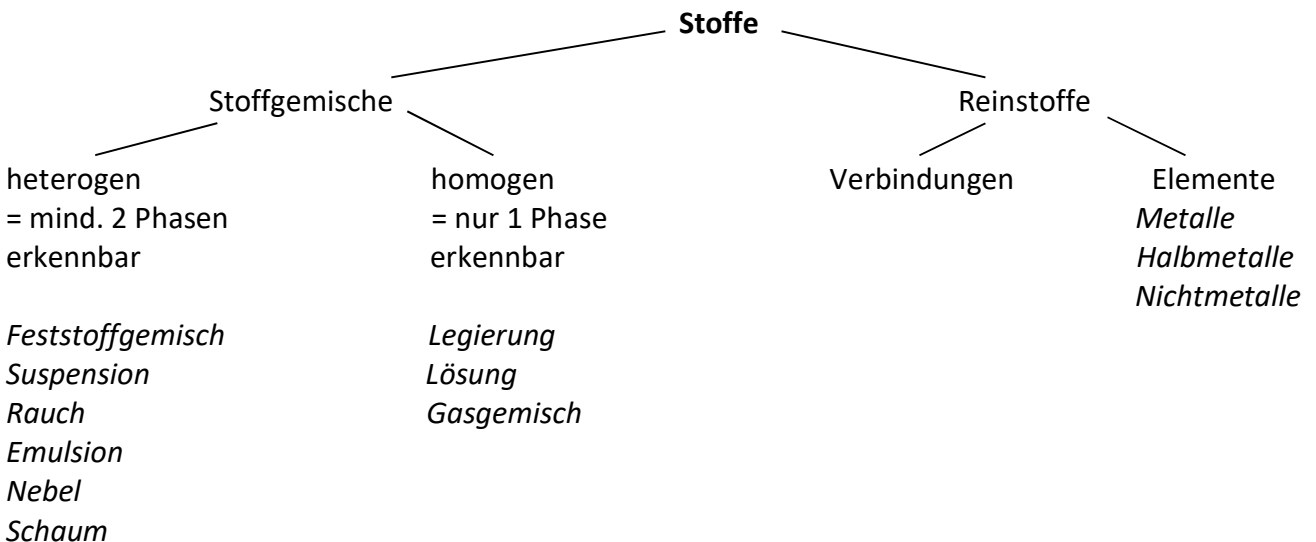 Stoffe
Stoffgemische Reinstoffe
heterogen homogen Verbindungen Elemente
= mind. 2 Phasen = nur 1 Phase Metalle
erkennbar erkennbar Halbmetalle
Nichtmetalle
Feststoffgemisch Legierung
Suspension Lösung
Rauch Gasgemisch
Emulsion
Nebel
Schaum